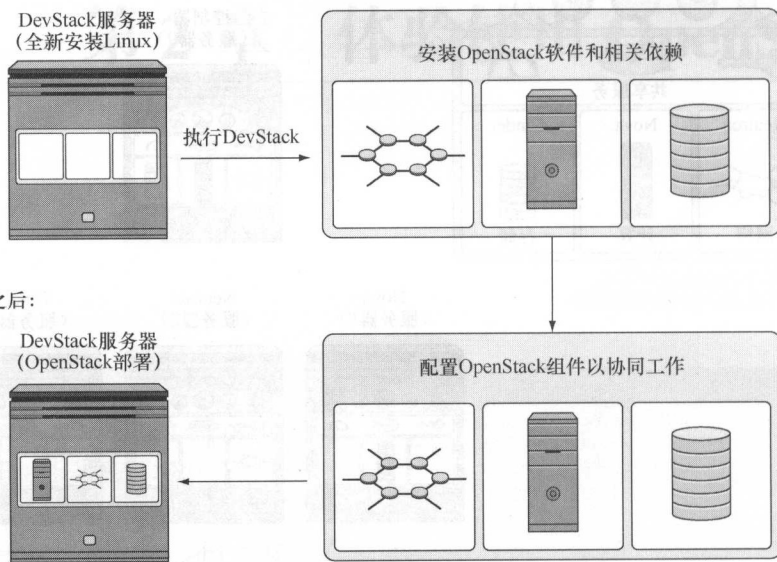 DevStack服务器
(全新安装Linux)
安装OpenStack软件和相关依赖
执行DevStack
之后：
DevStack服务器
(OpenStack部署)
配置OpenStack组件以协同工作